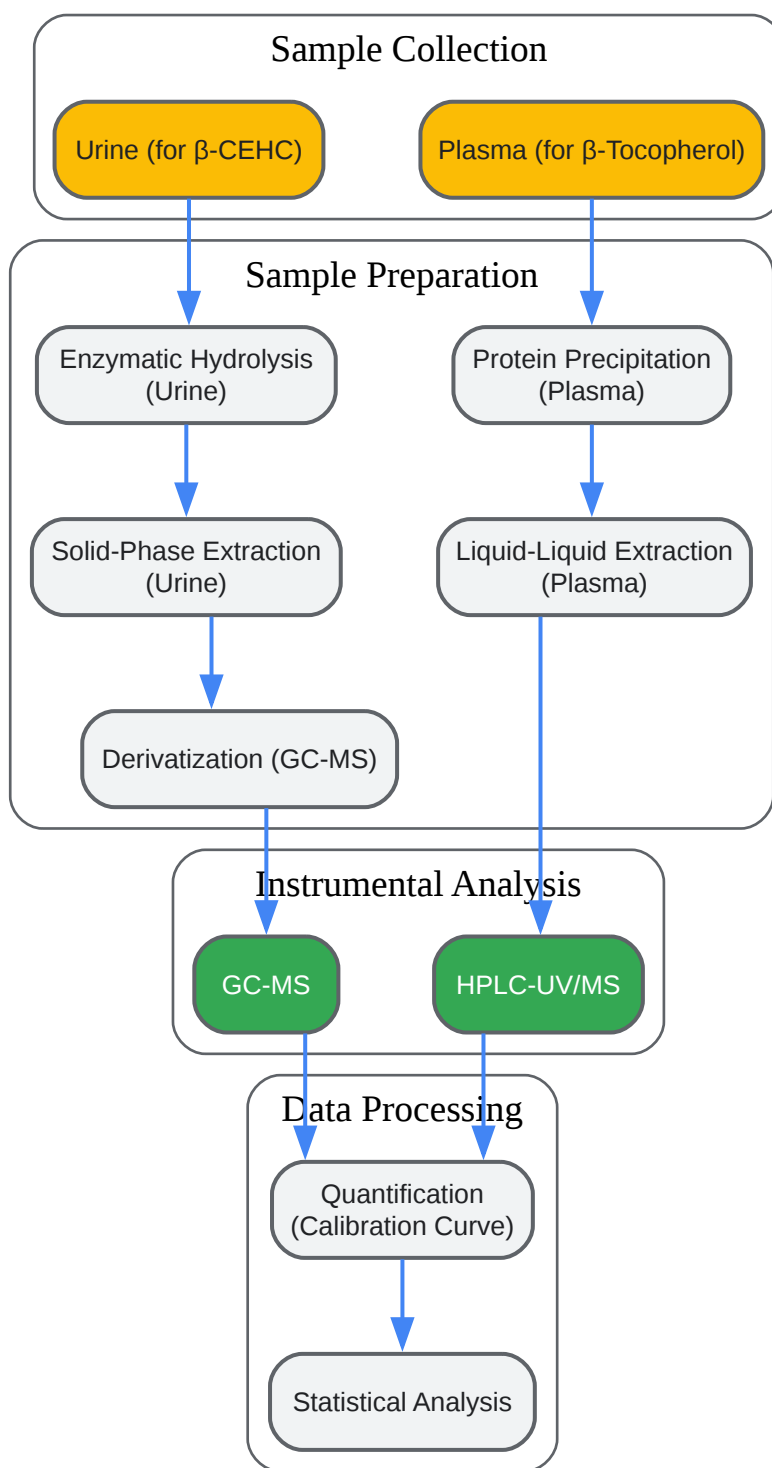 Sample Collection
Urine (for β-CEHC)
Plasma (for β-Tocopherol)
Sample Preparation
Enzymatic Hydrolysis
(Urine)
Protein Precipitation
(Plasma)
Solid-Phase Extraction
(Urine)
Liquid-Liquid Extraction
(Plasma)
Derivatization (GC-MS)
Instrumental Analysis
GC-MS
HPLC-UV/MS
Data Processing
Quantification
(Calibration Curve)
Statistical Analysis